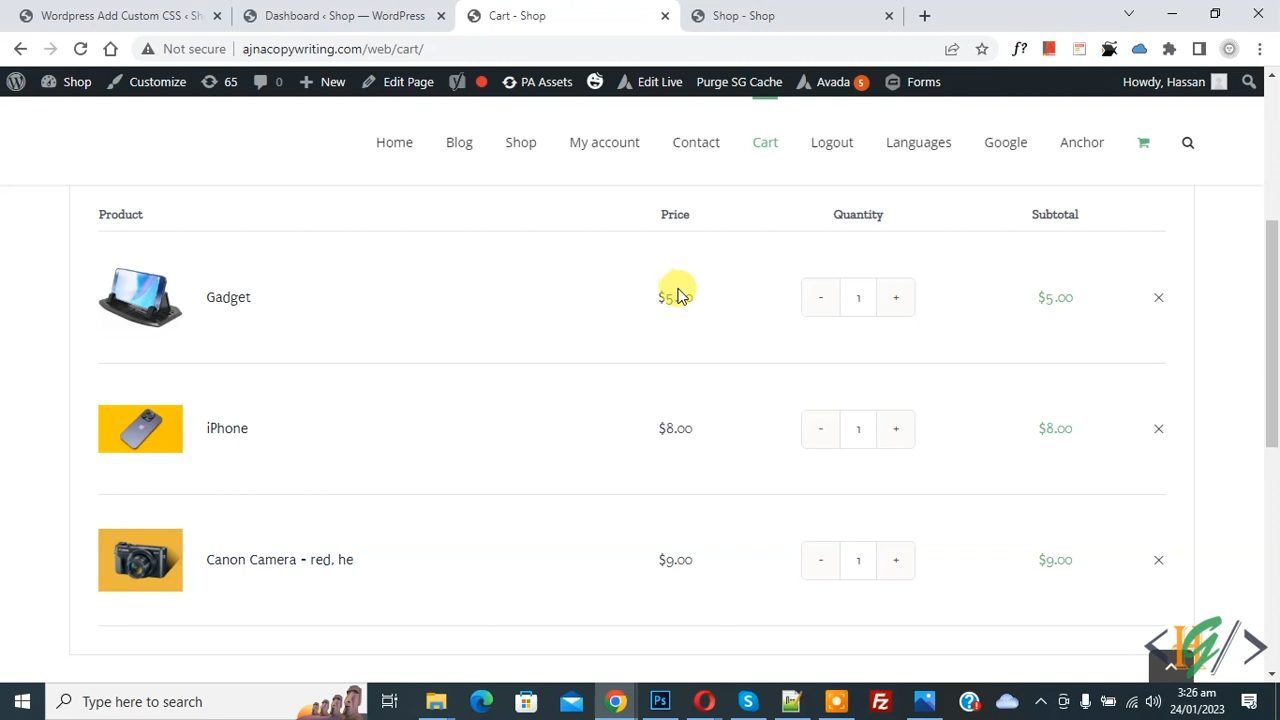 Wordpress Add Custom CSS ‹ Sh
Dashboard ‹ Shop — WordPress
Cart - Shop
Shop - Shop
Not secure
ajnacopywriting.com/web/cart/
f?
Shop
Customize
65
0
New
Edit Page
PA Assets
Edit Live
Purge SG Cache
Avada 5
Forms
Howdy, Hassan
Home
Blog
Shop
My account
Contact
Cart
Logout
Languages
Google
Anchor
Product
Price
Quantity
Subtotal
Gadget
- 1 +
$5.00
iPhone
$8.00
- 1 +
$8.00
Canon Camera - red, he
$9.00
- 1 +
$9.00
Type here to search
Ps
Fz
3:26 am
24/01/2023